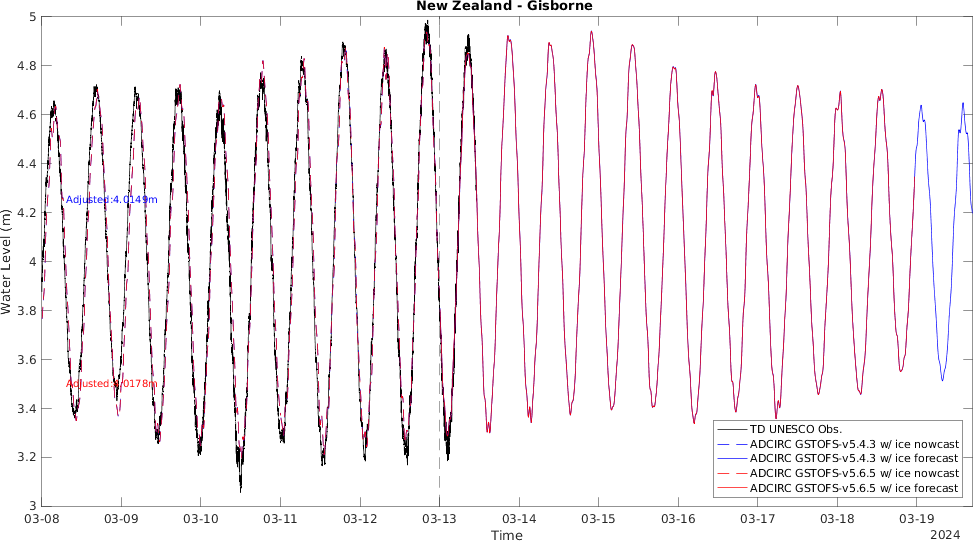 New Zealand - Gisborne
5
4.8
4.6
4.4
4.2
4
3.8
3.6
3.4
3.2
3
Water Level (m)
Adjusted:4.0149m
Adjusted:4.0178m
TD UNESCO Obs.
ADCIRC GSTOFS-v5.4.3 w/ ice nowcast
ADCIRC GSTOFS-v5.4.3 w/ ice forecast
ADCIRC GSTOFS-v5.6.5 w/ ice nowcast
ADCIRC GSTOFS-v5.6.5 w/ ice forecast
03-08 03-09 03-10 03-11 03-12 03-13 03-14 03-15 03-16 03-17 03-18 03-19
Time
2024